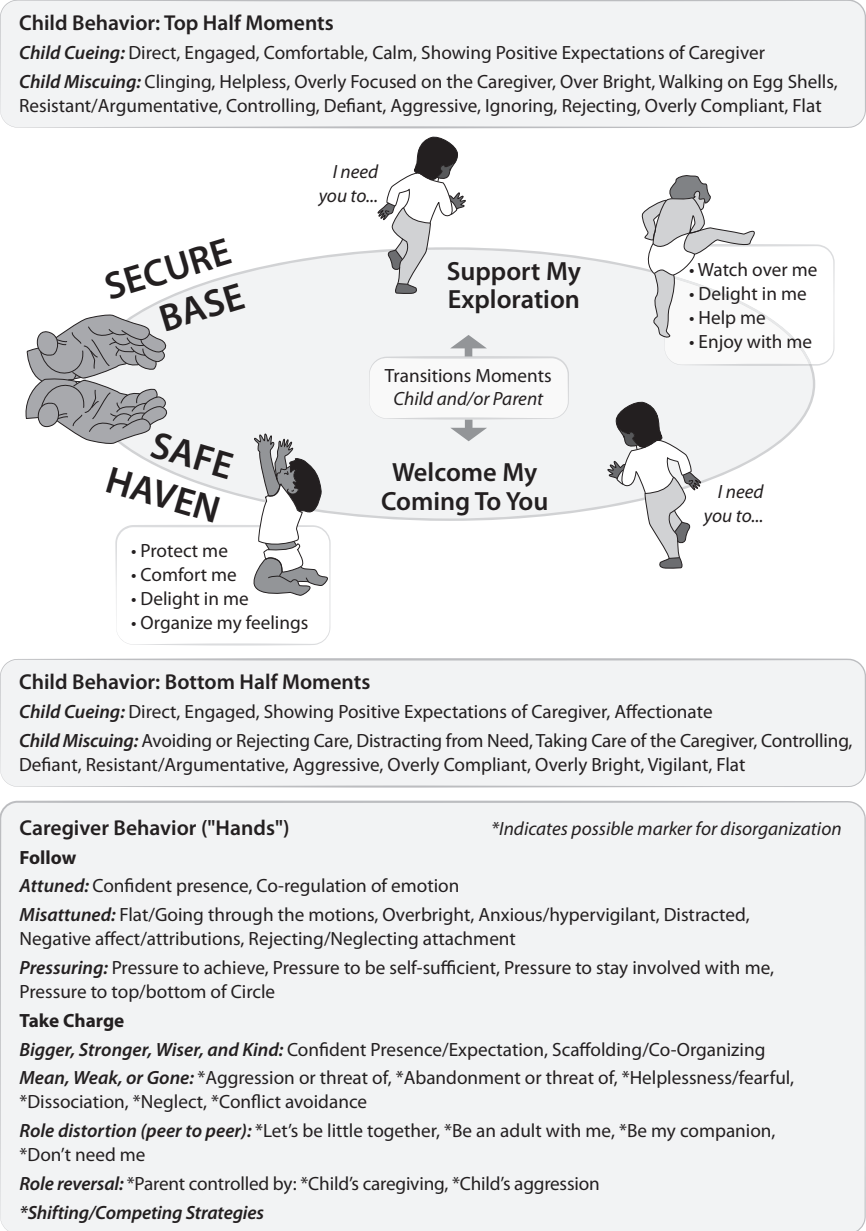 Child Behavior: Top Half Moments
Child Cueing: Direct, Engaged, Comfortable, Calm, Showing Positive Expectations of Caregiver
Child Miscuing: Clinging, Helpless, Overly Focused on the Caregiver, Over Bright, Walking on Egg Shells,
Resistant/Argumentative, Controlling, Defiant, Aggressive, Ignoring, Rejecting, Overly Compliant, Flat
I need
you to...
SECURE
BASE
Support My
Exploration
• Watch over me
• Delight in me
• Help me
• Enjoy with me
Transitions Moments
Child and/or Parent
SAFE
HAVEN
Welcome My
Coming To You
I need
you to...
• Protect me
• Comfort me
• Delight in me
• Organize my feelings
Child Behavior: Bottom Half Moments
Child Cueing: Direct, Engaged, Showing Positive Expectations of Caregiver, Affectionate
Child Miscuing: Avoiding or Rejecting Care, Distracting from Need, Taking Care of the Caregiver, Controlling,
Defiant, Resistant/Argumentative, Aggressive, Overly Compliant, Overly Bright, Vigilant, Flat
Caregiver Behavior ("Hands") *Indicates possible marker for disorganization
Follow
Attuned: Confident presence, Co-regulation of emotion
Misattuned: Flat/Going through the motions, Overbright, Anxious/hypervigilant, Distracted,
Negative affect/attributions, Rejecting/Neglecting attachment
Pressuring: Pressure to achieve, Pressure to be self-sufficient, Pressure to stay involved with me,
Pressure to top/bottom of Circle
Take Charge
Bigger, Stronger, Wiser, and Kind: Confident Presence/Expectation, Scaffolding/Co-Organizing
Mean, Weak, or Gone: *Aggression or threat of, *Abandonment or threat of, *Helplessness/fearful,
*Dissociation, *Neglect, *Conflict avoidance
Role distortion (peer to peer): *Let’s be little together, *Be an adult with me, *Be my companion,
*Don’t need me
Role reversal: *Parent controlled by: *Child’s caregiving, *Child’s aggression
*Shifting/Competing Strategies